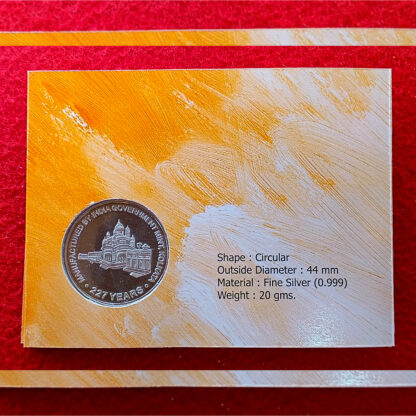 MANUFACTURED BY INDIA GOVERNMENT MINT, KOLKATA
• 227 YEARS •
Shape : Circular
Outside Diameter : 44 mm
Material : Fine Silver (0.999)
Weight : 20 gms.